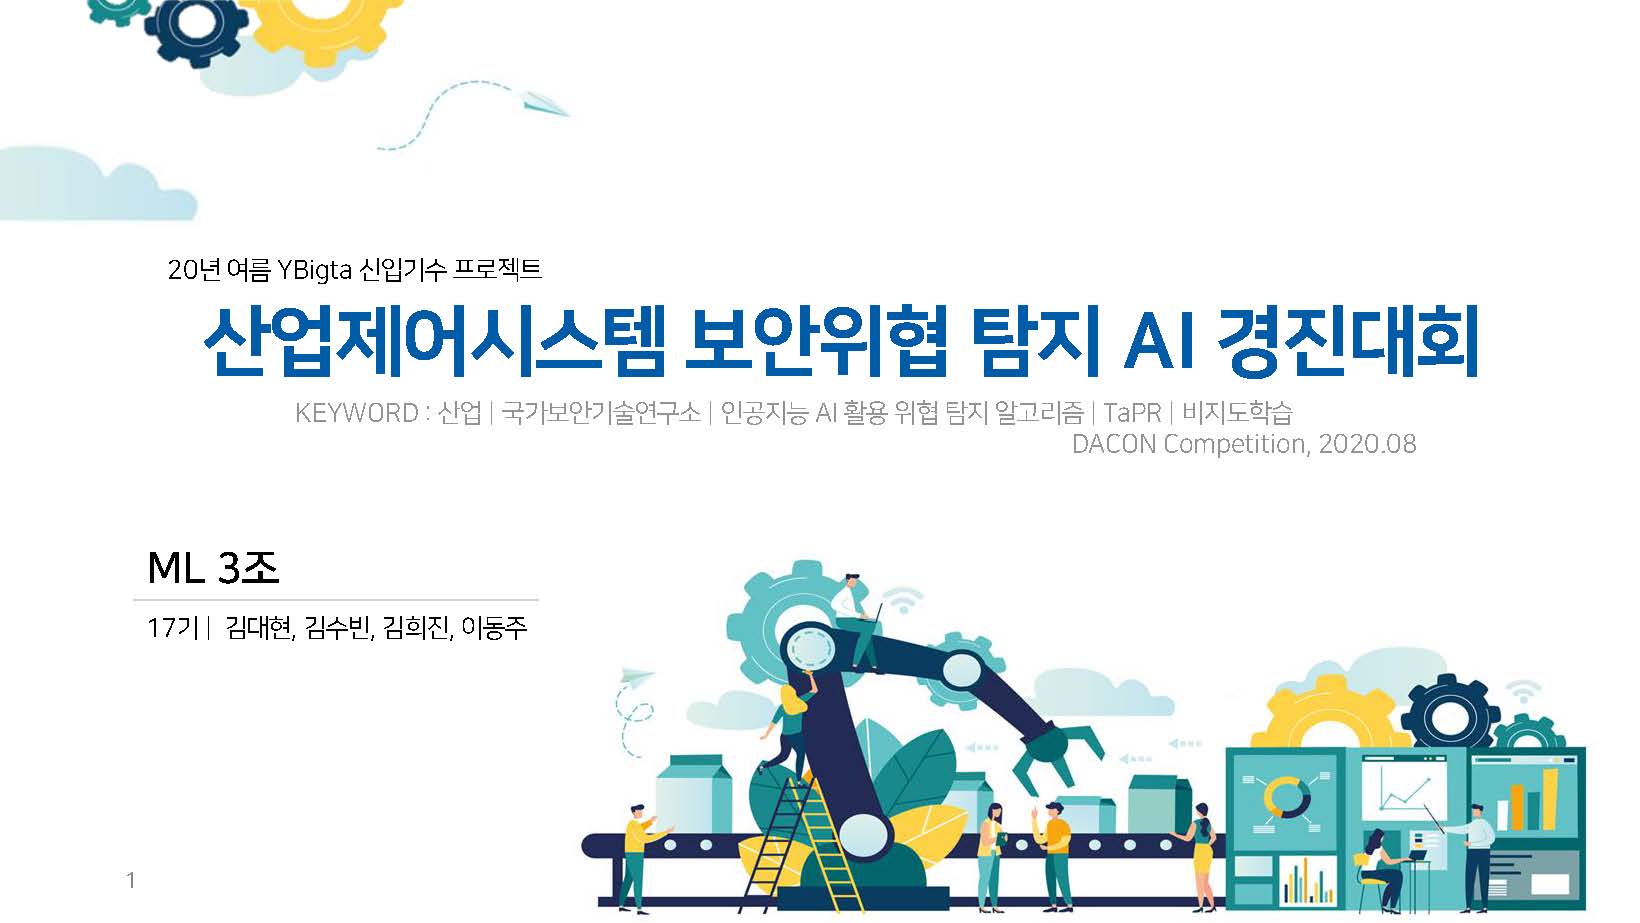 20년 여름 YBigta 신입기수 프로젝트
산업제어시스템 보안위협 탐지 AI 경진대회
KEYWORD : 산업 | 국가보안기술연구소 | 인공지능 AI 활용 위협 탐지 알고리즘 | TaPR | 비지도학습
DACON Competition, 2020.08
ML 3조
17기 | 김대현, 김수빈, 김희진, 이동주
1